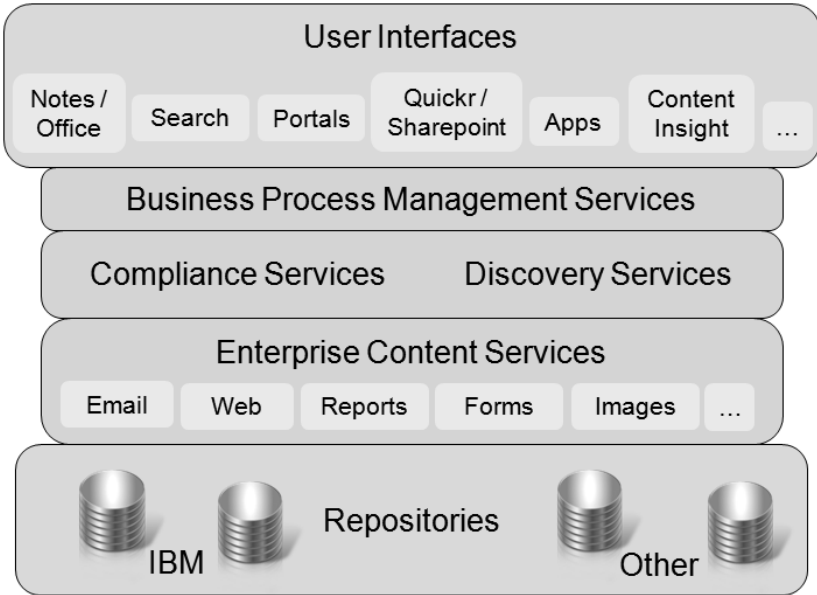 User Interfaces
Notes /
Office
Search
Portals
Quickr /
Sharepoint
Apps
Content
Insight
...
Business Process Management Services
Compliance Services
Discovery Services
Enterprise Content Services
Email
Web
Reports
Forms
Images
...
Repositories
IBM
Other